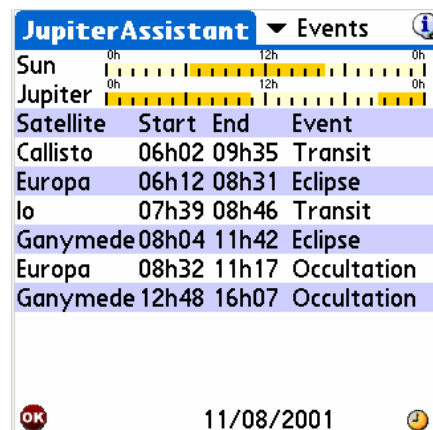 JupiterAssistant Events i
Sun 0h 12h 0h
Jupiter 0h 12h 0h
Satellite Start End Event
Callisto 06h02 09h35 Transit
Europa 06h12 08h31 Eclipse
Io 07h39 08h46 Transit
Ganymede 08h04 11h42 Eclipse
Europa 08h32 11h17 Occultation
Ganymede 12h48 16h07 Occultation
OK 11/08/2001